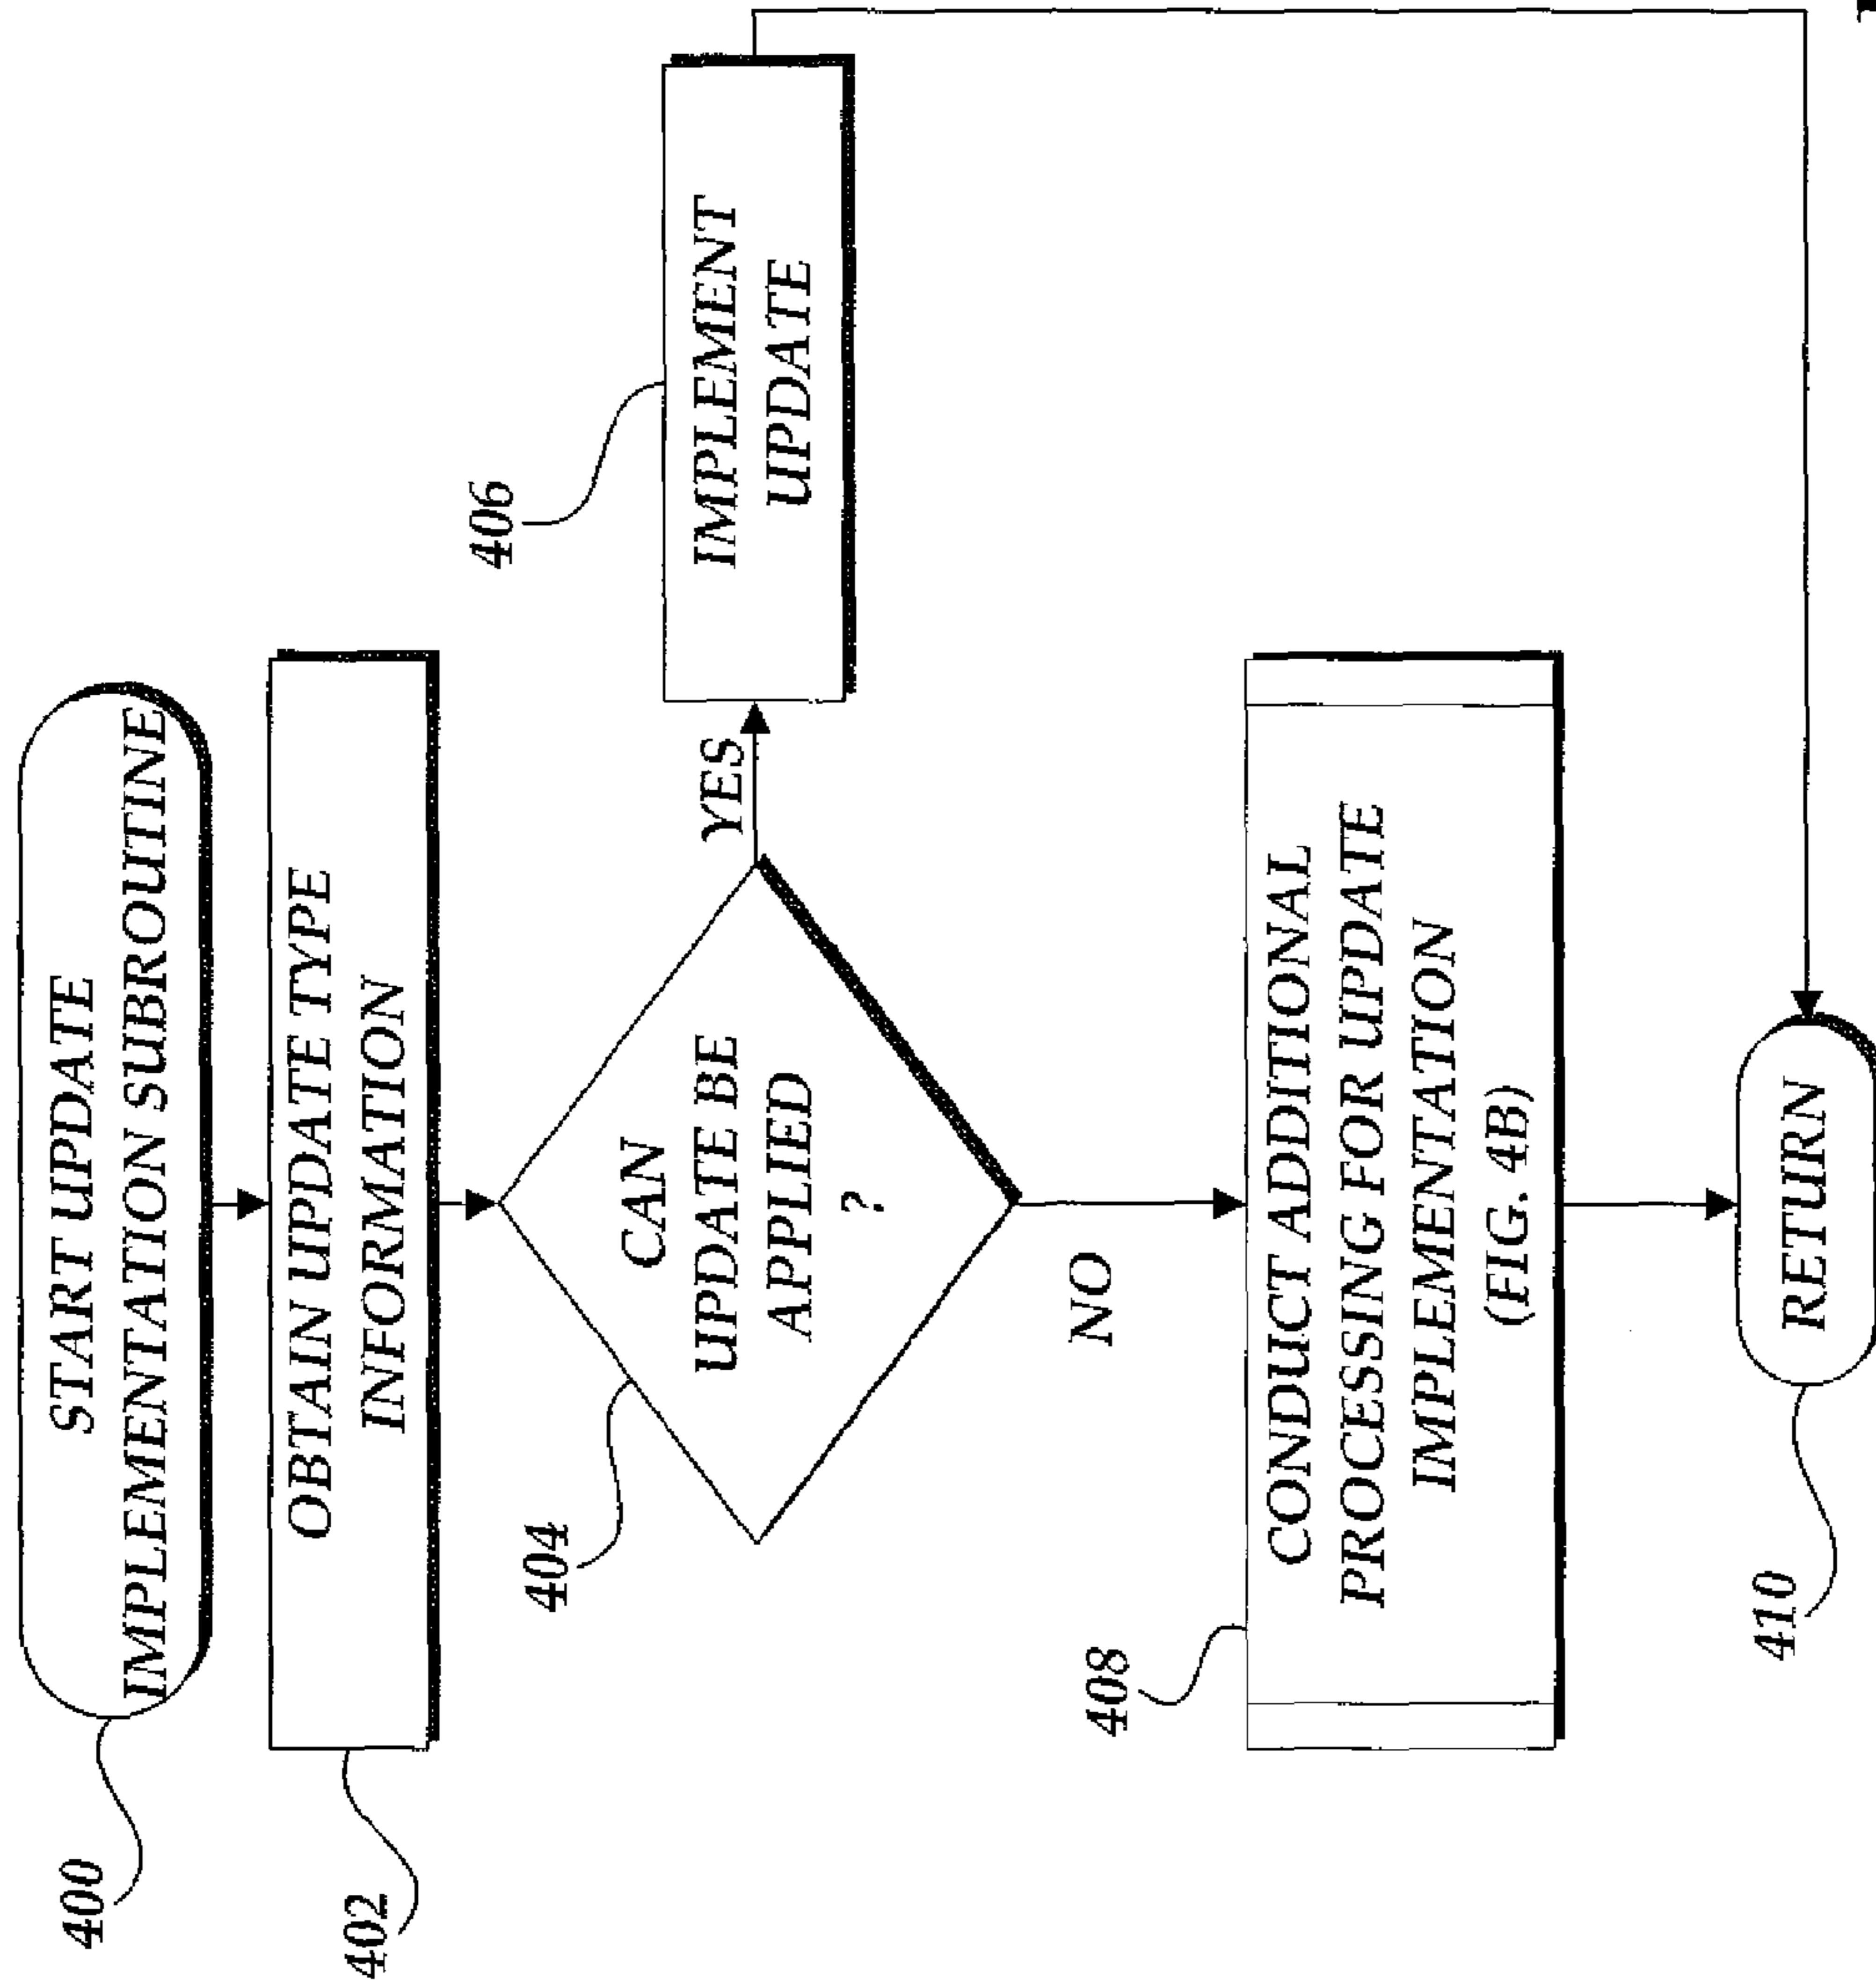 400
START UPDATE
IMPLEMENTATION SUBROUTINE
402
OBTAIN UPDATE TYPE
INFORMATION
404
CAN
UPDATE BE
APPLIED
?
YES
406
IMPLEMENT
UPDATE
NO
408
CONDUCT ADDITIONAL
PROCESSING FOR UPDATE
IMPLEMENTATION
(FIG. 4B)
410
RETURN